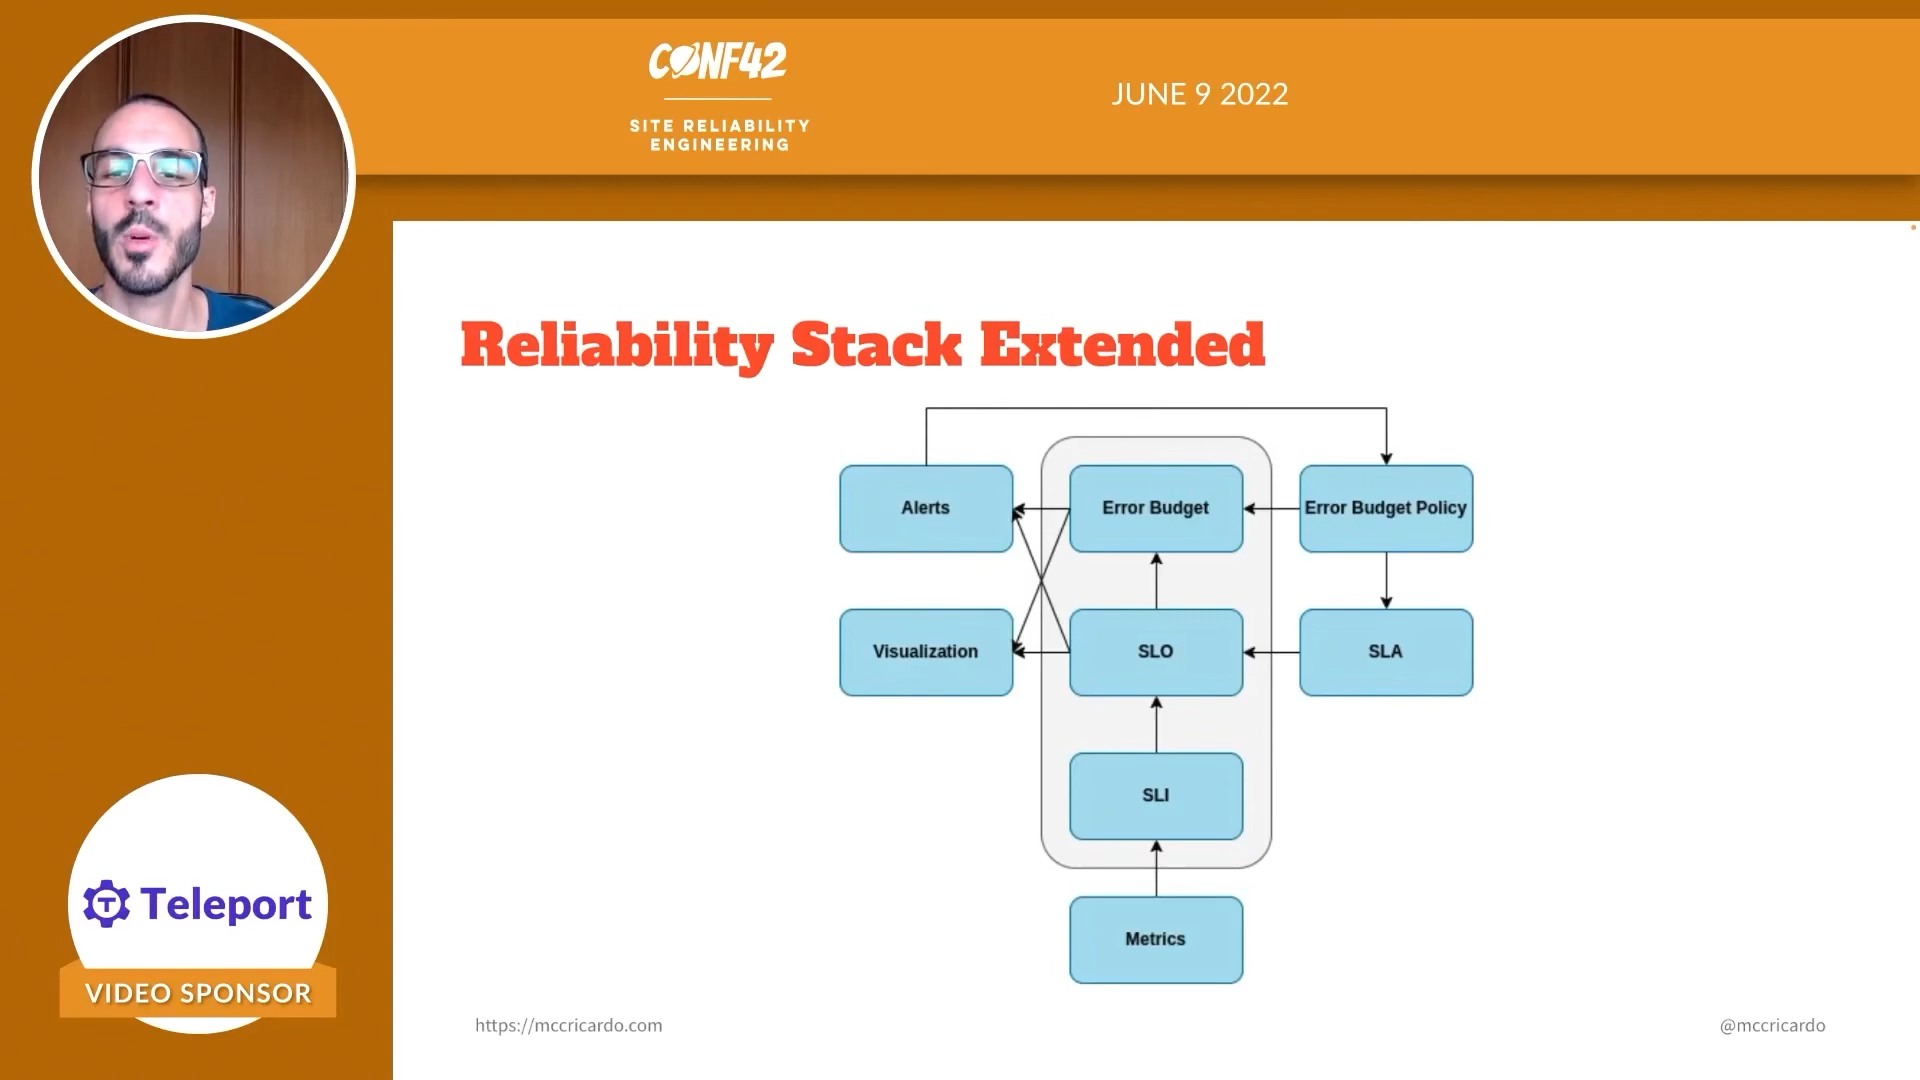 CONF42
SITE RELIABILITY
ENGINEERING
JUNE 9 2022
Reliability Stack Extended
Alerts
Error Budget
Error Budget Policy
Visualization
SLO
SLA
SLI
Metrics
Teleport
VIDEO SPONSOR
https://mccricardo.com
@mccricardo